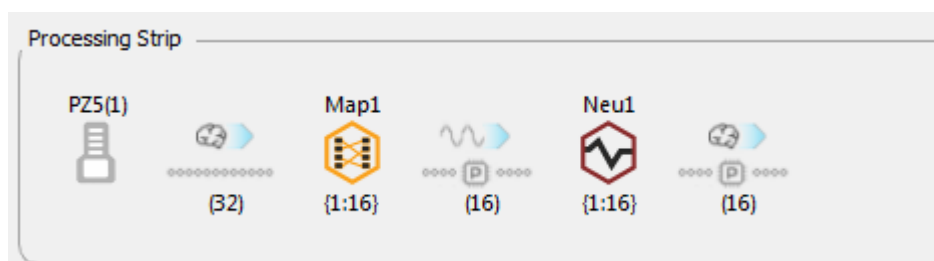 Processing Strip
PZ5(1) Map1 Neu1
P P
(32) {1:16} (16) {1:16} (16)